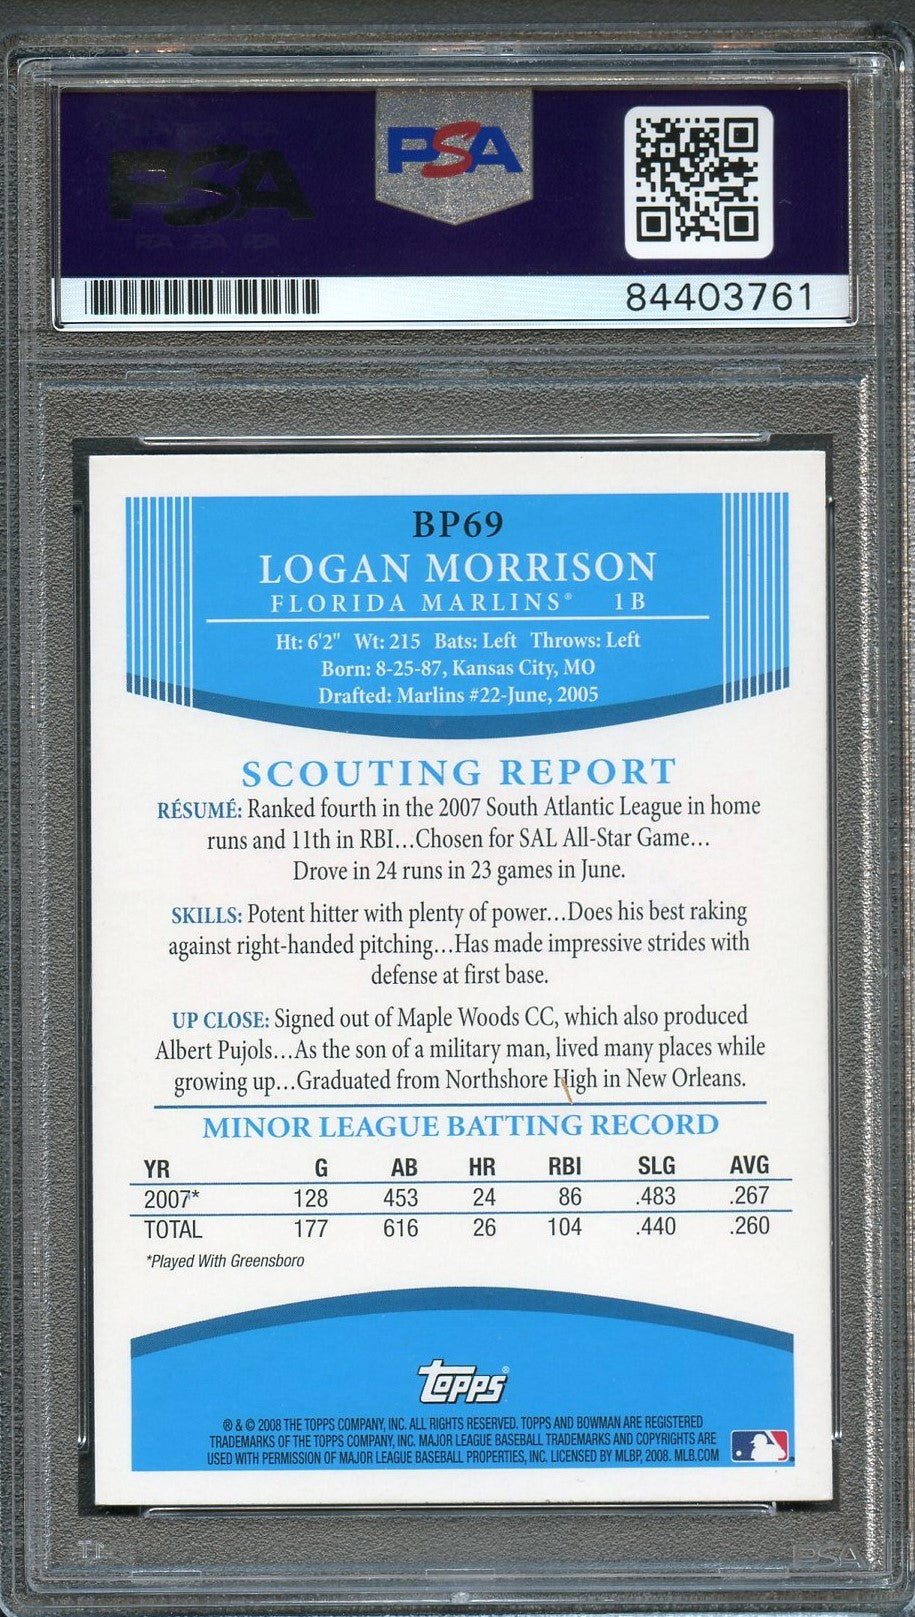 PSA
PSA
PSA PSA PSA
84403761
BP69
LOGAN MORRISON
FLORIDA MARLINS® 1B
Ht: 6'2" Wt: 215 Bats: Left Throws: Left
Born: 8-25-87, Kansas City, MO
Drafted: Marlins #22-June, 2005
SCOUTING REPORT
RÉSUMÉ: Ranked fourth in the 2007 South Atlantic League in home
runs and 11th in RBI...Chosen for SAL All-Star Game...
Drove in 24 runs in 23 games in June.
SKILLS: Potent hitter with plenty of power...Does his best raking
against right-handed pitching...Has made impressive strides with
defense at first base.
UP CLOSE: Signed out of Maple Woods CC, which also produced
Albert Pujols...As the son of a military man, lived many places while
growing up...Graduated from Northshore High in New Orleans.
MINOR LEAGUE BATTING RECORD
YR G AB HR RBI SLG AVG
2007* 128 453 24 86 .483 .267
TOTAL 177 616 26 104 .440 .260
*Played With Greensboro
Topps®
® & © 2008 THE TOPPS COMPANY, INC. ALL RIGHTS RESERVED. TOPPS AND BOWMAN ARE REGISTERED
TRADEMARKS OF THE TOPPS COMPANY, INC. MAJOR LEAGUE BASEBALL TRADEMARKS AND COPYRIGHTS ARE
USED WITH PERMISSION OF MAJOR LEAGUE BASEBALL PROPERTIES, INC. LICENSED BY MLBP, 2008. MLB.COM
PSA